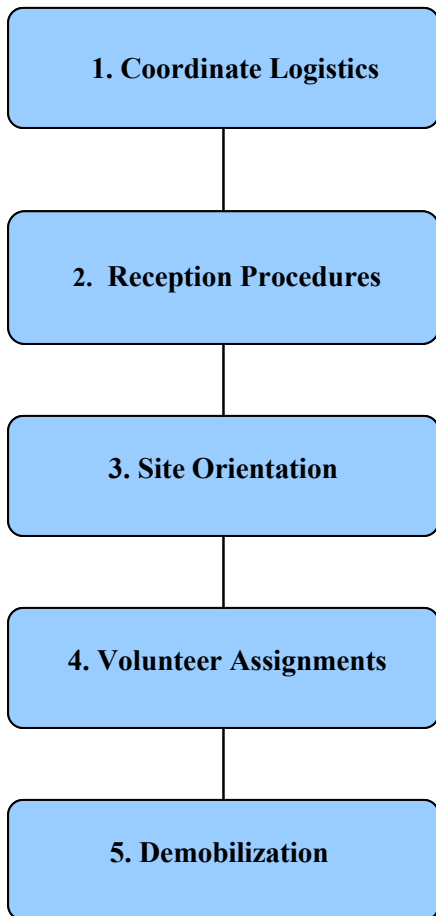 1. Coordinate Logistics
2. Reception Procedures
3. Site Orientation
4. Volunteer Assignments
5. Demobilization